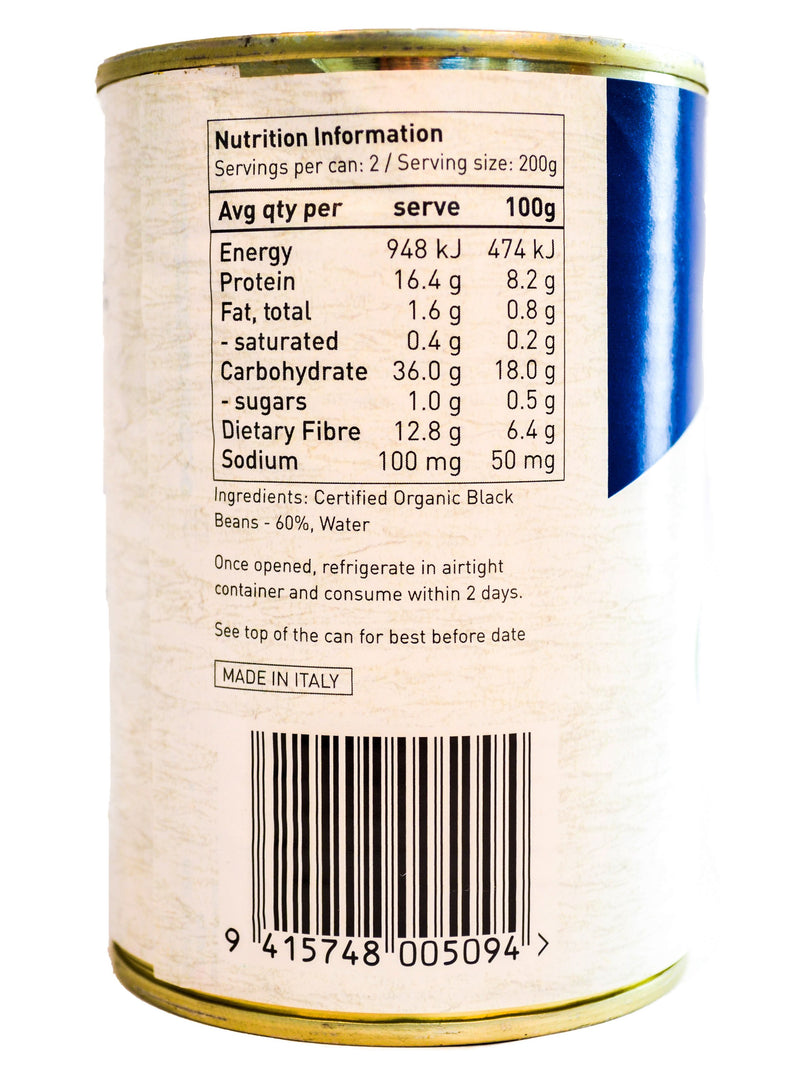 Nutrition Information
Servings per can: 2 / Serving size: 200g
Avg qty per serve 100g
Energy 948 kJ 474 kJ
Protein 16.4 g 8.2 g
Fat, total 1.6 g 0.8 g
- saturated 0.4 g 0.2 g
Carbohydrate 36.0 g 18.0 g
- sugars 1.0 g 0.5 g
Dietary Fibre 12.8 g 6.4 g
Sodium 100 mg 50 mg
Ingredients: Certified Organic Black
Beans - 60%, Water
Once opened, refrigerate in airtight
container and consume within 2 days.
See top of the can for best before date
MADE IN ITALY
9 415748 005094 >